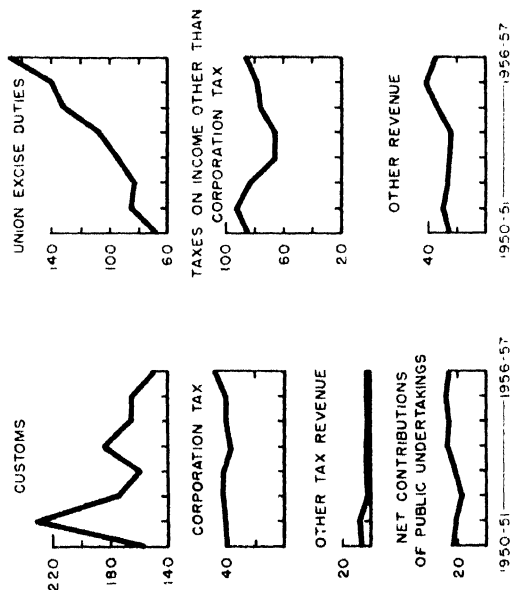 CUSTOMS
220
180
140
UNION EXCISE DUTIES
140
100
60
CORPORATION TAX
40
TAXES ON INCOME OTHER THAN
CORPORATION TAX
100
60
20
OTHER TAX REVENUE
20
NET CONTRIBUTIONS
OF PUBLIC UNDERTAKINGS
20
1950-51 1956-57
OTHER REVENUE
40
1950-51 1956-57